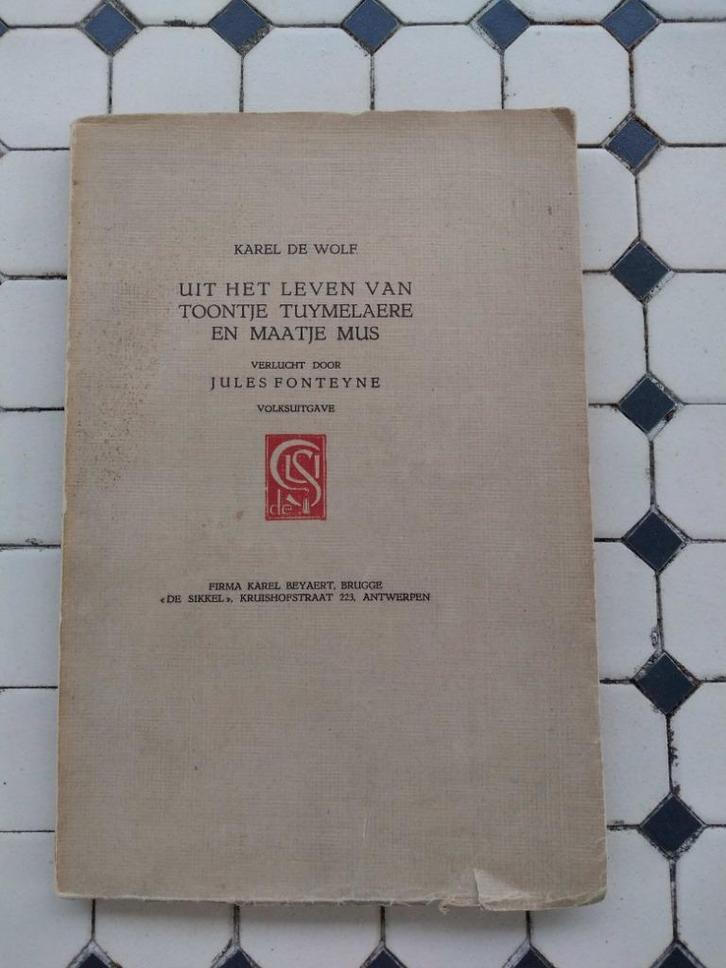 KAREL DE WOLF
UIT HET LEVEN VAN
TOONTJE TUYMELAERE
EN MAATJE MUS
VERLUCHT DOOR
JULES FONTEYNE
VOLKSUITGAVE
de
FIRMA KAREL BEYAERT, BRUGGE
«DE SIKKEL», KRUISHOFSTRAAT 223, ANTWERPEN